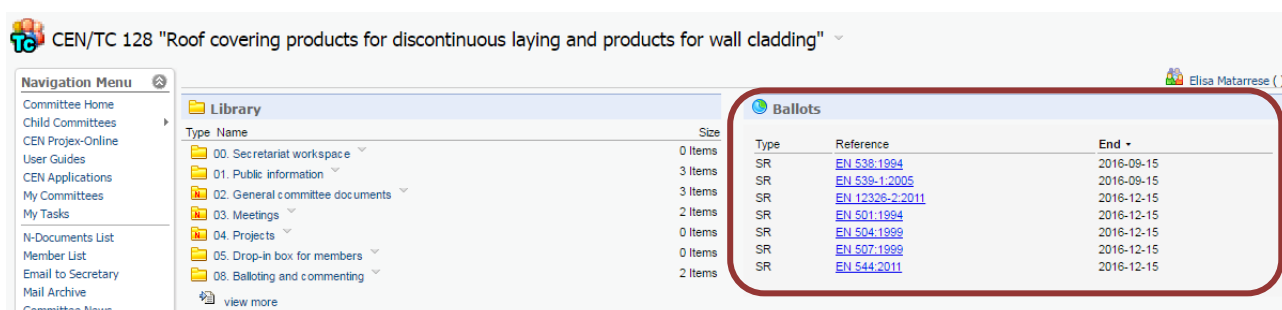 CEN/TC 128 "Roof covering products for discontinuous laying and products for wall cladding"
Elisa Matarrese ( )
Navigation Menu
Committee Home
Child Committees
CEN Projex-Online
User Guides
CEN Applications
My Committees
My Tasks
N-Documents List
Member List
Email to Secretary
Mail Archive
Committee News
Library
Type Name Size
00. Secretariat workspace 0 Items
01. Public information 3 Items
02. General committee documents 3 Items
03. Meetings 2 Items
04. Projects 0 Items
05. Drop-in box for members 0 Items
08. Balloting and commenting 2 Items
view more
Ballots
Type Reference End
SR EN 538:1994 2016-09-15
SR EN 539-1:2005 2016-09-15
SR EN 12326-2:2011 2016-12-15
SR EN 501:1994 2016-12-15
SR EN 504:1999 2016-12-15
SR EN 507:1999 2016-12-15
SR EN 544:2011 2016-12-15